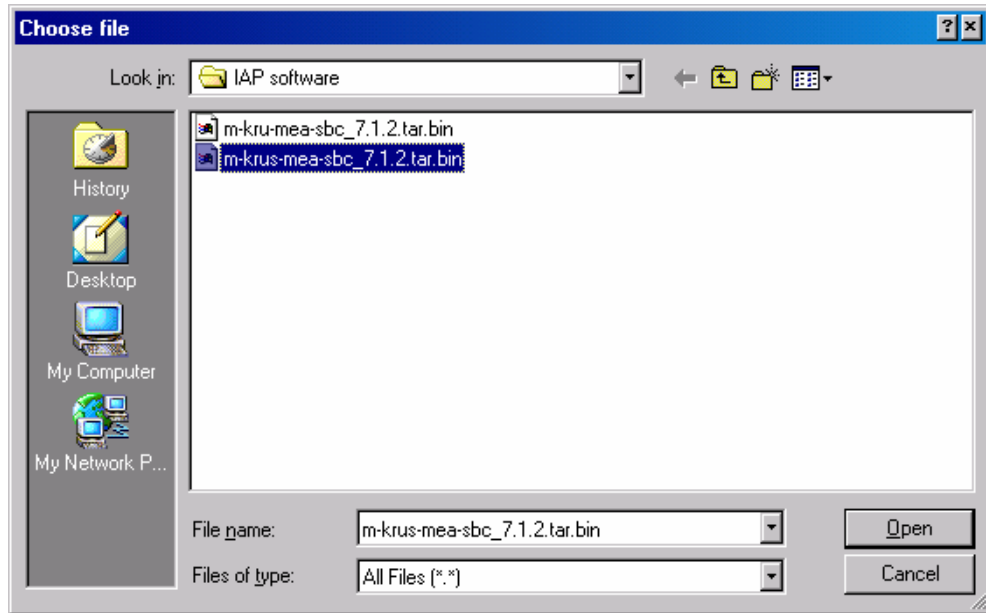 Choose file
Look in: IAP software
m-kru-mea-sbc_7.1.2.tar.bin
m-krus-mea-sbc_7.1.2.tar.bin
History
Desktop
My Computer
My Network P...
File name: m-krus-mea-sbc_7.1.2.tar.bin Open
Files of type: All Files (*.*) Cancel